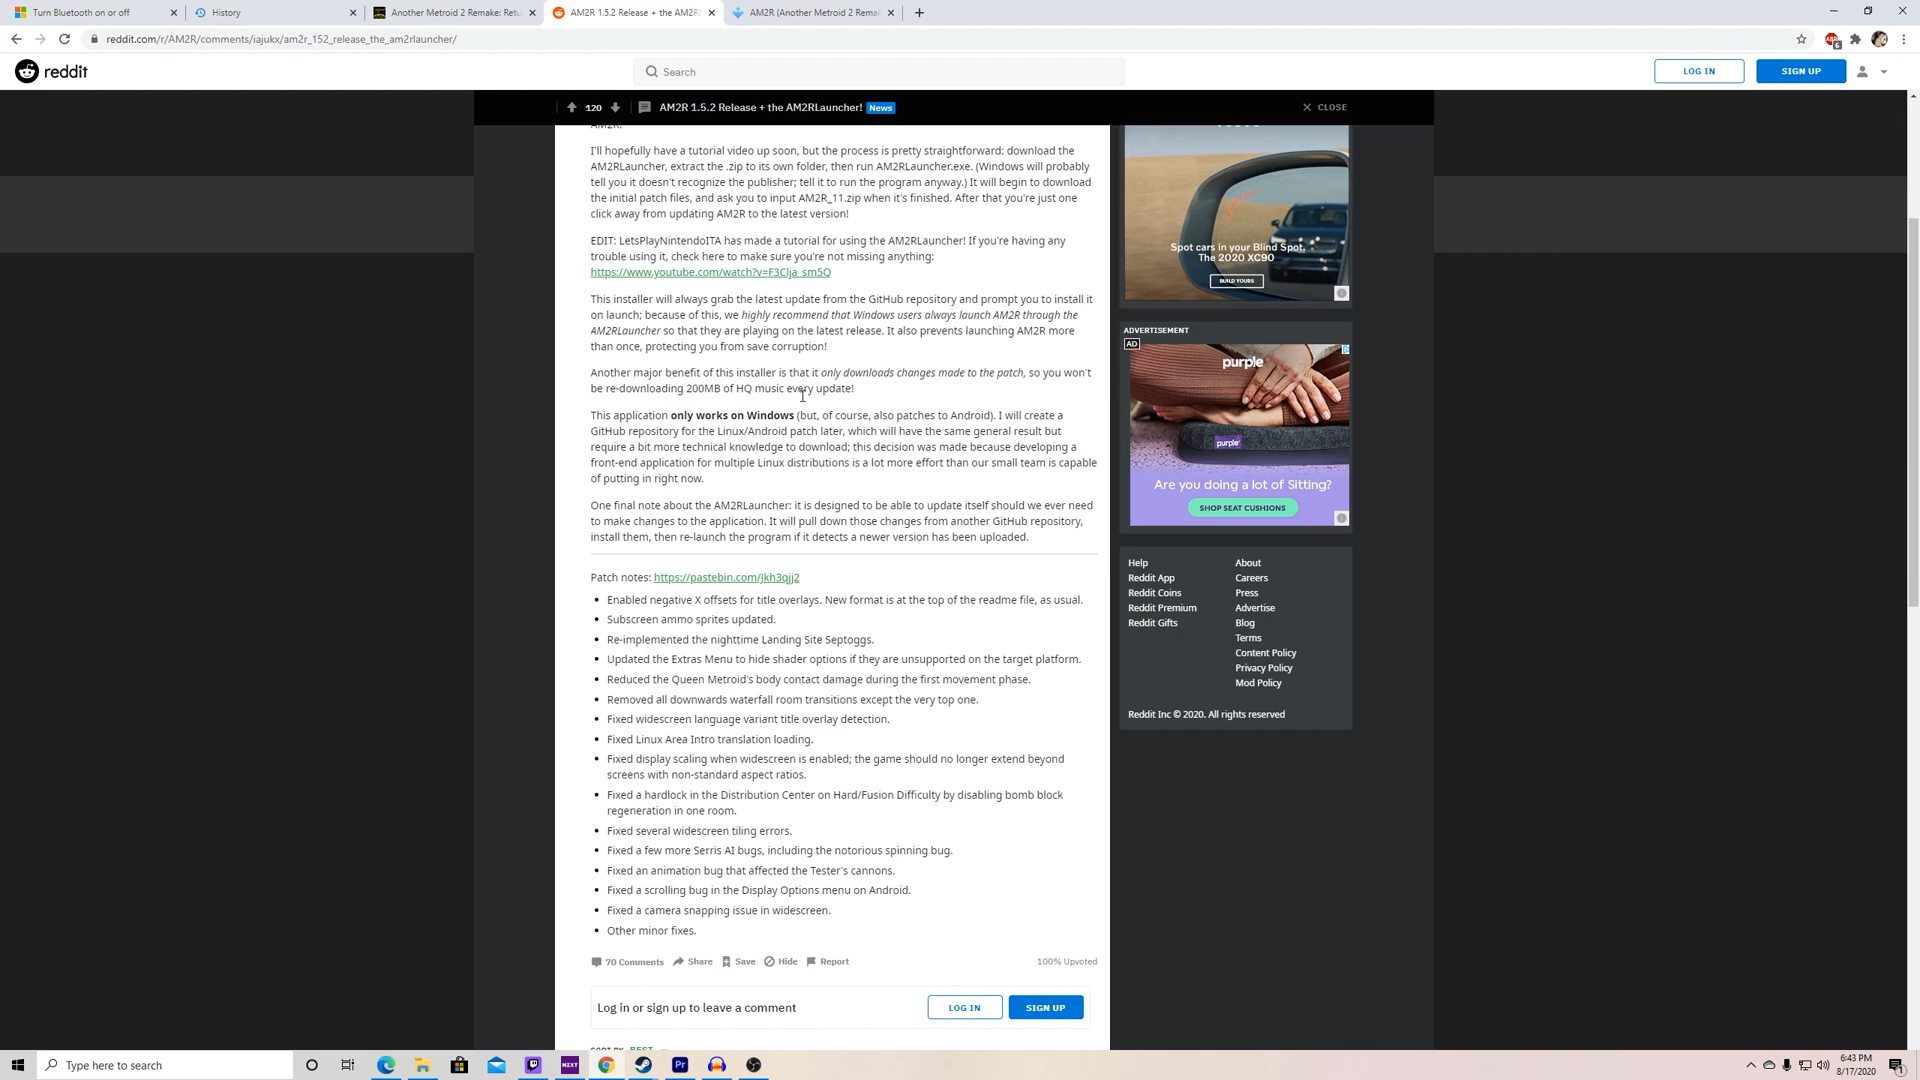 Turn Bluetooth on or off
History
Another Metroid 2 Remake: Retu
AM2R 1.5.2 Release + the AM2RL
AM2R (Another Metroid 2 Remak
reddit.com/r/AM2R/comments/iajukx/am2r_152_release_the_am2rlauncher/
reddit
Search
LOG IN
SIGN UP
120
AM2R 1.5.2 Release + the AM2RLauncher!
News
CLOSE
AM2R!
I'll hopefully have a tutorial video up soon, but the process is pretty straightforward: download the
AM2RLauncher, extract the .zip to its own folder, then run AM2RLauncher.exe. (Windows will probably
tell you it doesn't recognize the publisher; tell it to run the program anyway.) It will begin to download
the initial patch files, and ask you to input AM2R_11.zip when it's finished. After that you're just one
click away from updating AM2R to the latest version!
EDIT: LetsPlayNintendoITA has made a tutorial for using the AM2RLauncher! If you're having any
trouble using it, check here to make sure you're not missing anything:
https://www.youtube.com/watch?v=F3Clja_sm5Q
This installer will always grab the latest update from the GitHub repository and prompt you to install it
on launch; because of this, we highly recommend that Windows users always launch AM2R through the
AM2RLauncher so that they are playing on the latest release. It also prevents launching AM2R more
than once, protecting you from save corruption!
Another major benefit of this installer is that it only downloads changes made to the patch, so you won't
be re-downloading 200MB of HQ music every update!
This application only works on Windows (but, of course, also patches to Android). I will create a
GitHub repository for the Linux/Android patch later, which will have the same general result but
require a bit more technical knowledge to download; this decision was made because developing a
front-end application for multiple Linux distributions is a lot more effort than our small team is capable
of putting in right now.
One final note about the AM2RLauncher: it is designed to be able to update itself should we ever need
to make changes to the application. It will pull down those changes from another GitHub repository,
install them, then re-launch the program if it detects a newer version has been uploaded.
Patch notes: https://pastebin.com/Jkh3qjj2
• Enabled negative X offsets for title overlays. New format is at the top of the readme file, as usual.
• Subscreen ammo sprites updated.
• Re-implemented the nighttime Landing Site Septoggs.
• Updated the Extras Menu to hide shader options if they are unsupported on the target platform.
• Reduced the Queen Metroid's body contact damage during the first movement phase.
• Removed all downwards waterfall room transitions except the very top one.
• Fixed widescreen language variant title overlay detection.
• Fixed Linux Area Intro translation loading.
• Fixed display scaling when widescreen is enabled; the game should no longer extend beyond
screens with non-standard aspect ratios.
• Fixed a hardlock in the Distribution Center on Hard/Fusion Difficulty by disabling bomb block
regeneration in one room.
• Fixed several widescreen tiling errors.
• Fixed a few more Serris AI bugs, including the notorious spinning bug.
• Fixed an animation bug that affected the Tester's cannons.
• Fixed a scrolling bug in the Display Options menu on Android.
• Fixed a camera snapping issue in widescreen.
• Other minor fixes.
70 Comments
Share
Save
Hide
Report
100% Upvoted
Log in or sign up to leave a comment
LOG IN
SIGN UP
Spot cars in your Blind Spot.
The 2020 XC90
BUILD YOURS
ADVERTISEMENT
AD
purple
purple
Are you doing a lot of Sitting?
SHOP SEAT CUSHIONS
Help
About
Reddit App
Careers
Reddit Coins
Press
Reddit Premium
Advertise
Reddit Gifts
Blog
Terms
Content Policy
Privacy Policy
Mod Policy
Reddit Inc © 2020. All rights reserved
Type here to search
NZXT
Pr
6:43 PM
8/17/2020